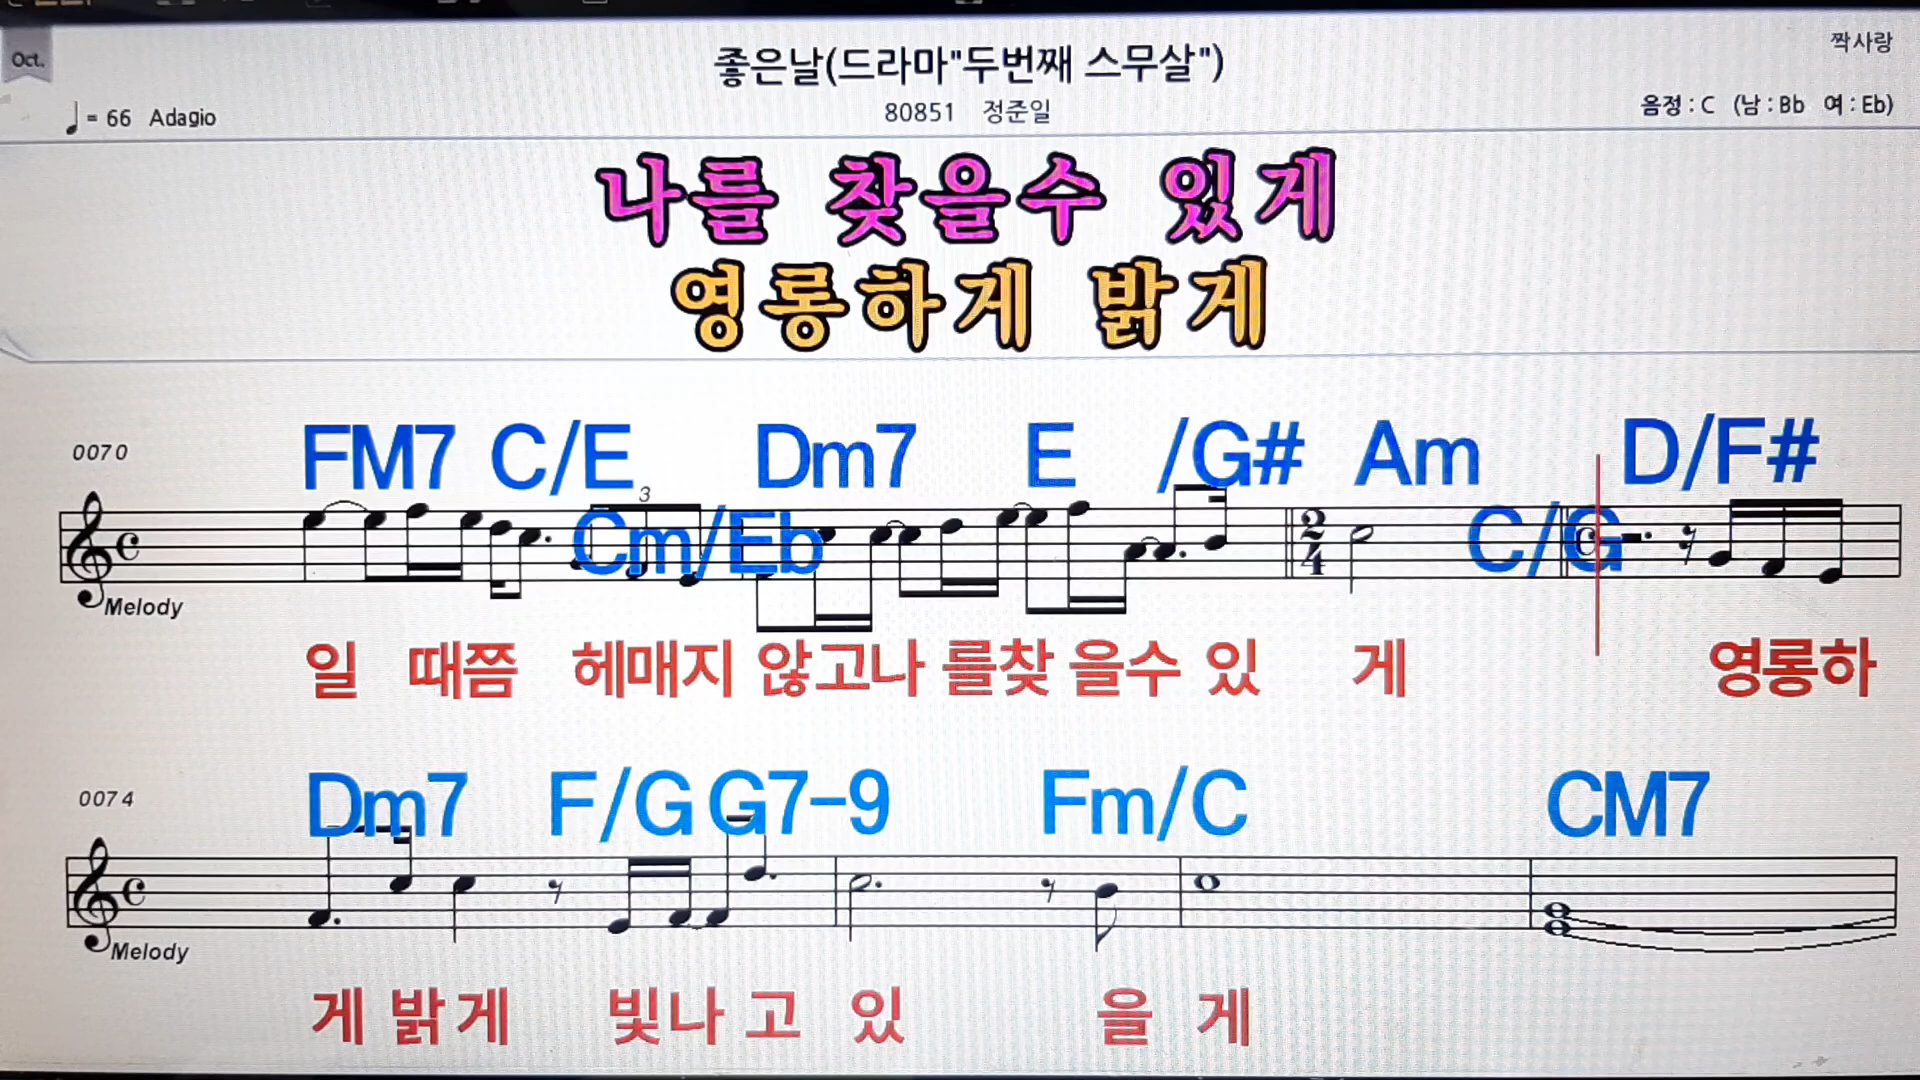 Oct.
좋은날(드라마"두번째 스무살")
짝사랑
♩ = 66 Adagio
80851 정준일
음정 : C (남 : Bb 여 : Eb)
나를 찾을수 있게
영롱하게 밝게
0070
FM7 C/E Cm/Eb Dm7 E /G# Am C/G D/F#
3
2
4
Melody
일 때쯤 헤매지 않고나 를찾 을수 있 게 영롱하
0074
Dm7 F/G G7-9 Fm/C CM7
Melody
게 밝게 빛나 고 있 을 게